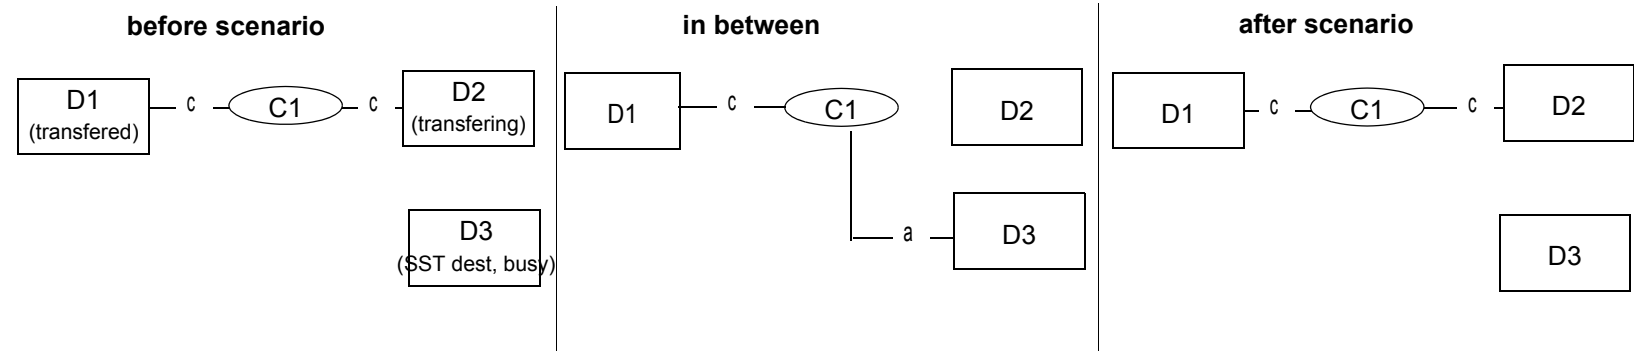 before scenario
D1
(transfered)
c
C1
c
D2
(transfering)
D3
(SST dest, busy)
in between
D1
c
C1
D2
a
D3
after scenario
D1
c
C1
c
D2
D3